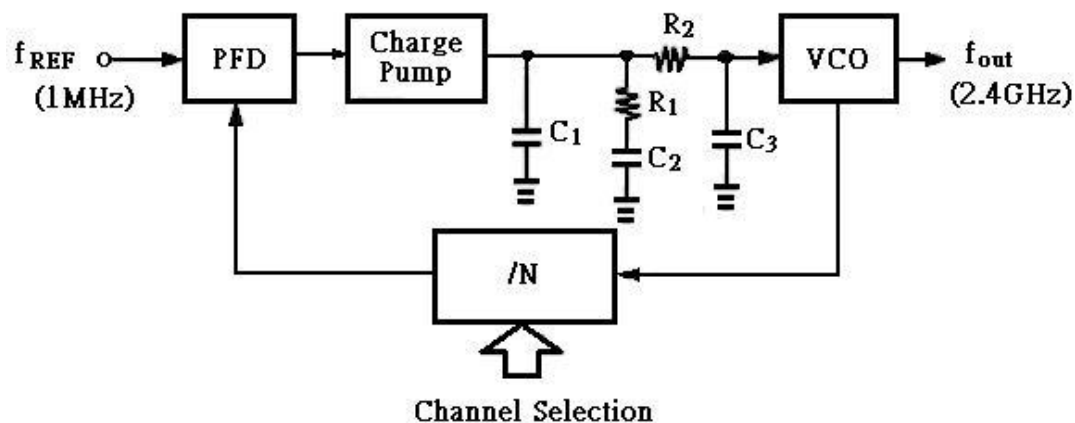 f_REF
(1MHz)
PFD
Charge
Pump
C1
R1
C2
R2
C3
VCO
f_out
(2.4GHz)
/N
Channel Selection